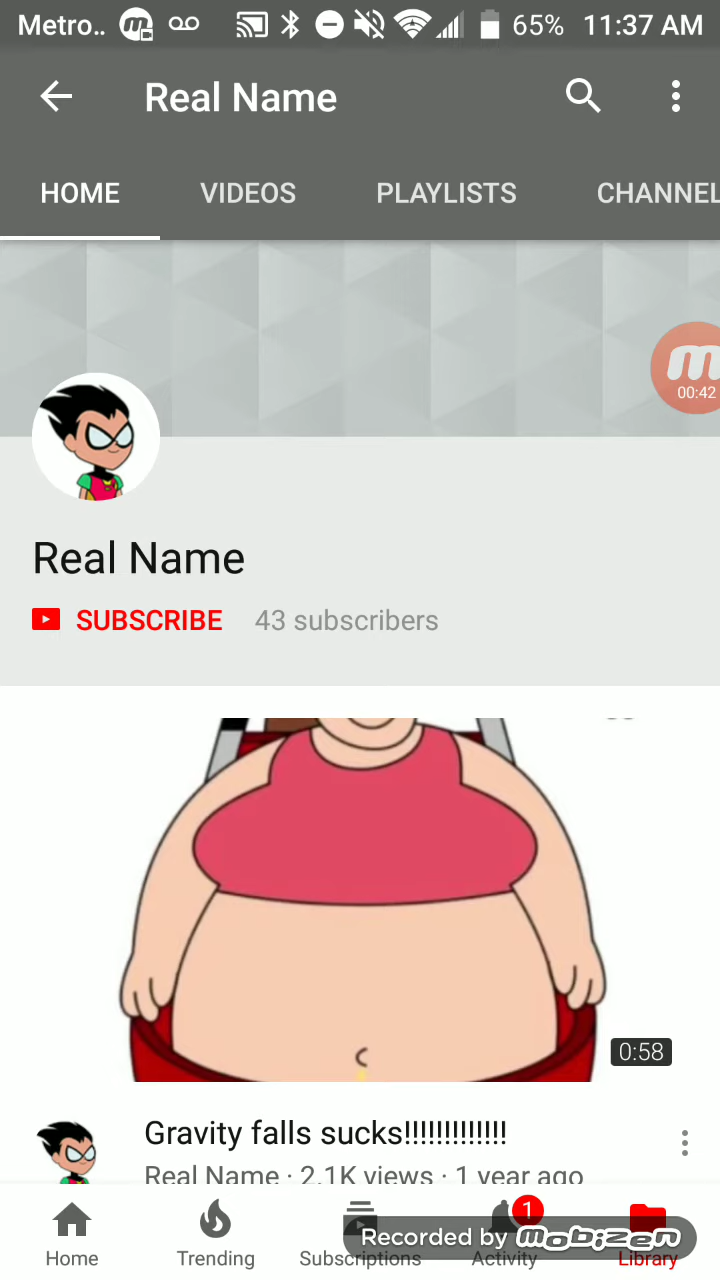 Metro.. 65% 11:37 AM
Real Name
HOME VIDEOS PLAYLISTS CHANNEL
m
00:42
Real Name
SUBSCRIBE 43 subscribers
0:58
Gravity falls sucks!!!!!!!!!!!!!
Real Name · 2.1K views · 1 year ago
1
Recorded by mobizen
Home Trending Subscriptions Activity Library